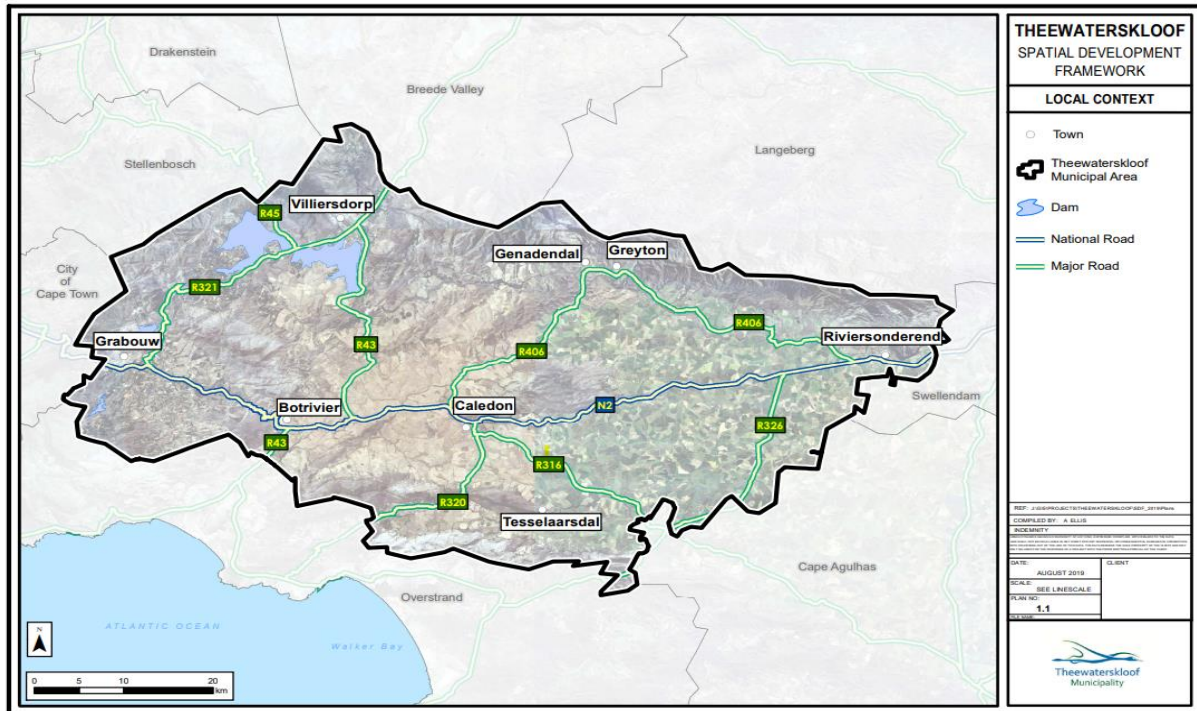 Drakenstein
Breede Valley
Stellenbosch
Langeberg
Villiersdorp
R45
Genadendal
Greyton
City
of
Cape Town
R321
R406
Grabouw
R43
R406
Riviersonderend
Botrivier
Caledon
N2
Swellendam
R43
R326
R316
R320
Tesselaarsdal
Cape Agulhas
Overstrand
ATLANTIC OCEAN
Walker Bay
N
0 5 10 20
km
THEEWATERSKLOOF
SPATIAL DEVELOPMENT
FRAMEWORK
LOCAL CONTEXT
Town
Theewaterskloof
Municipal Area
Dam
National Road
Major Road
COMPILED BY: A ELLIS
INDEMNITY
DATE:
AUGUST 2019
CLIENT
SCALE:
SEE LINESCALE
PLAN NO:
1.1
Theewaterskloof
Municipality